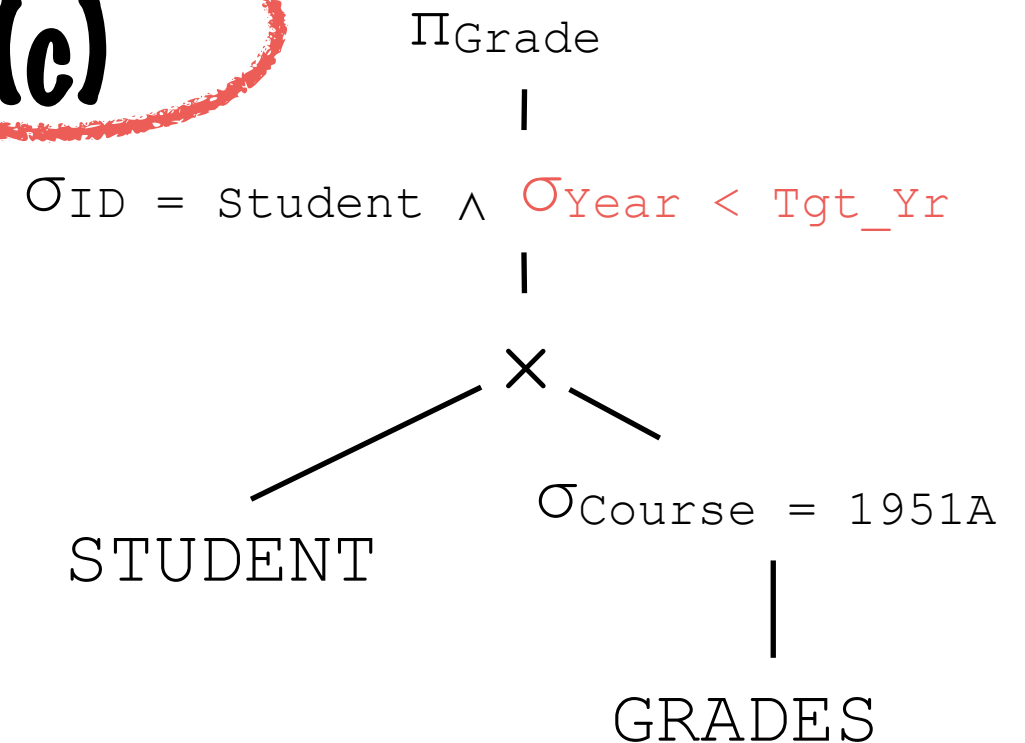 (c)
ΠGrade
σID = Student ∧ σYear < Tgt_Yr
×
STUDENT
σCourse = 1951A
GRADES